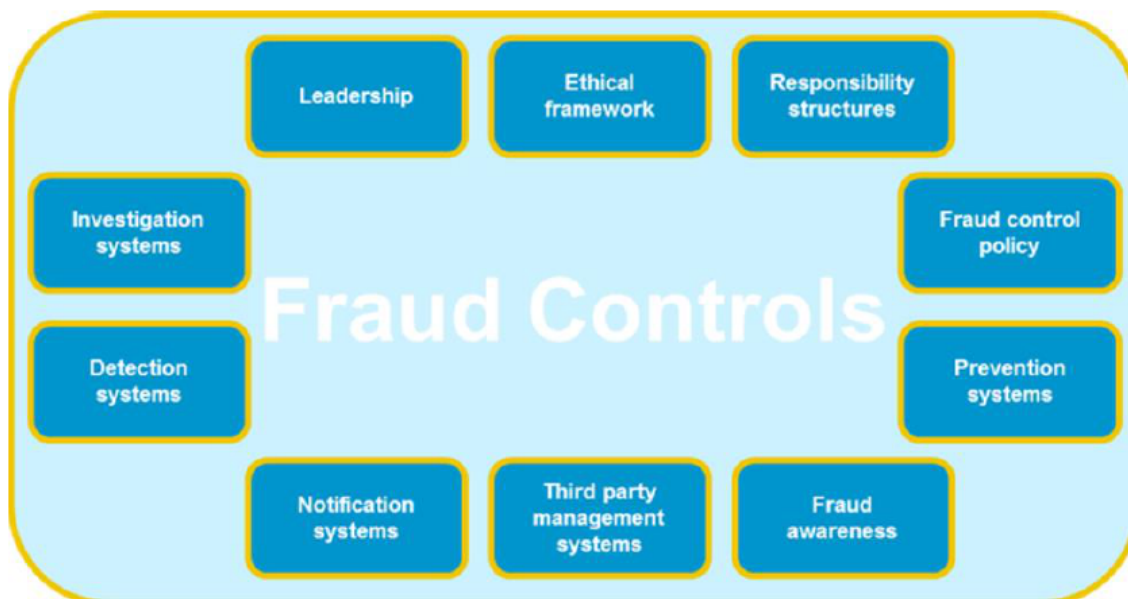 Leadership
Ethical
framework
Responsibility
structures
Investigation
systems
Fraud control
policy
Fraud Controls
Detection
systems
Prevention
systems
Notification
systems
Third party
management
systems
Fraud
awareness